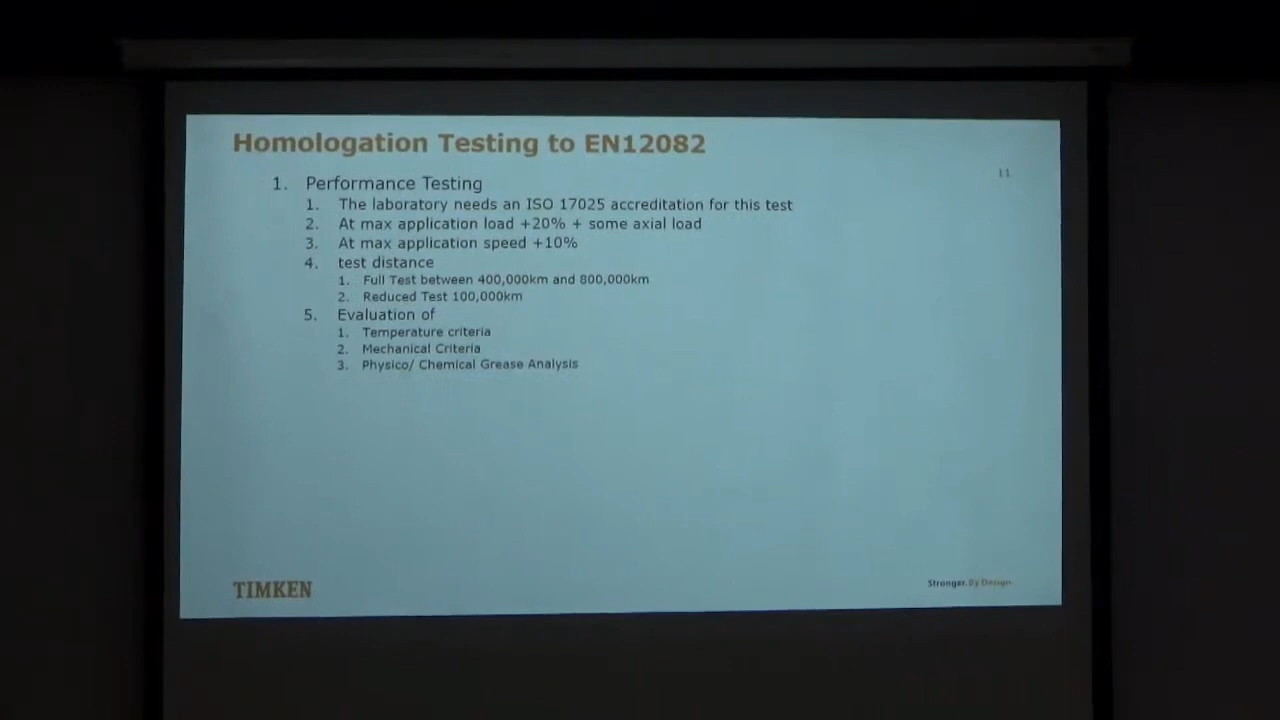 Homologation Testing to EN12082
11
1. Performance Testing
1. The laboratory needs an ISO 17025 accreditation for this test
2. At max application load +20% + some axial load
3. At max application speed +10%
4. test distance
1. Full Test between 400,000km and 800,000km
2. Reduced Test 100,000km
5. Evaluation of
1. Temperature criteria
2. Mechanical Criteria
3. Physico/ Chemical Grease Analysis
TIMKEN
Stronger. By Design.